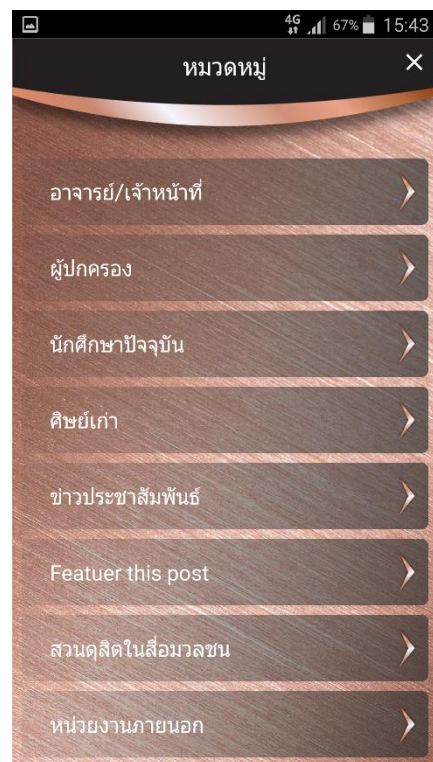 4G 67% 15:43
หมวดหมู่
อาจารย์/เจ้าหน้าที่
ผู้ปกครอง
นักศึกษาปัจจุบัน
ศิษย์เก่า
ข่าวประชาสัมพันธ์
Featuer this post
สวนดุสิตในสื่อมวลชน
หน่วยงานภายนอก